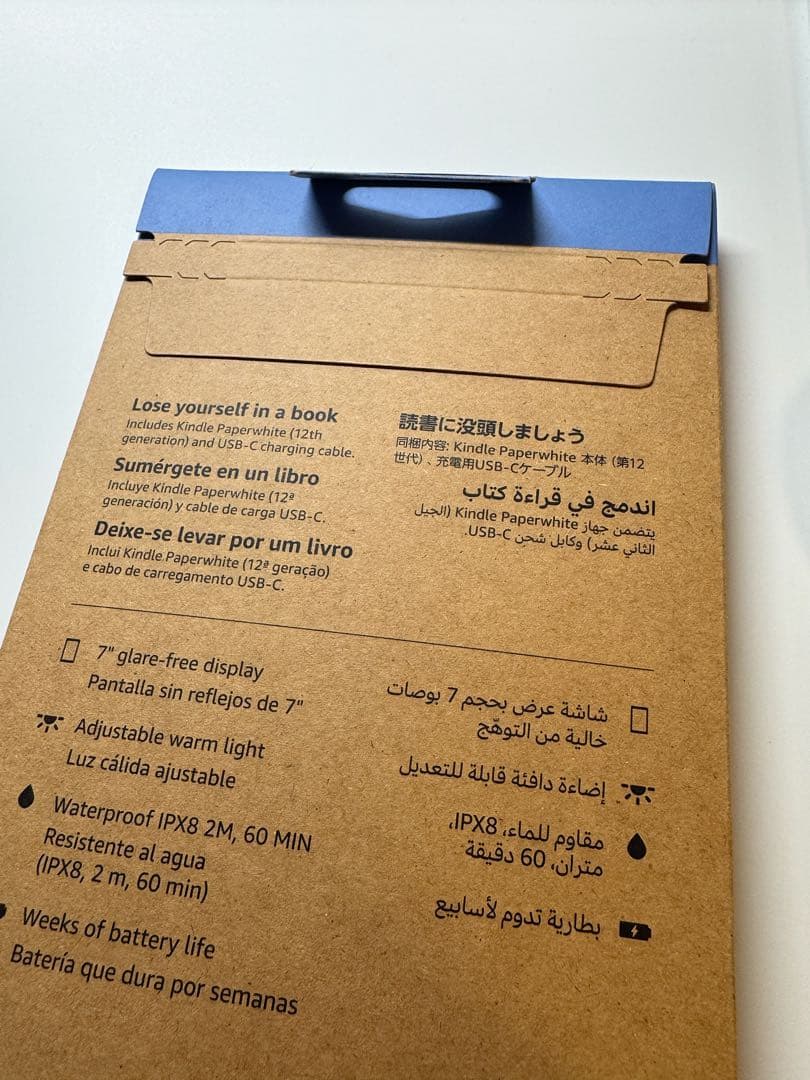 Lose yourself in a book
Includes Kindle Paperwhite (12th
generation) and USB-C charging cable.
Sumérgete en un libro
Incluye Kindle Paperwhite (12ª
generación) y cable de carga USB-C.
Deixe-se levar por um livro
Inclui Kindle Paperwhite (12ª geração)
e cabo de carregamento USB-C.
読書に没頭しましょう
同梱内容: Kindle Paperwhite 本体 (第12
世代) 、充電用USB-Cケーブル
اندمج في قراءة كتاب
يتضمن جهاز Kindle Paperwhite (الجيل
الثاني عشر) وكابل شحن USB-C.
7" glare-free display
Pantalla sin reflejos de 7"
Adjustable warm light
Luz cálida ajustable
Waterproof IPX8 2M, 60 MIN
Resistente al agua
(IPX8, 2 m, 60 min)
Weeks of battery life
Batería que dura por semanas
شاشة عرض بحجم 7 بوصات
خالية من التوهّج
إضاءة دافئة قابلة للتعديل
مقاوم للماء، IPX8،
متران، 60 دقيقة
بطارية تدوم لأسابيع